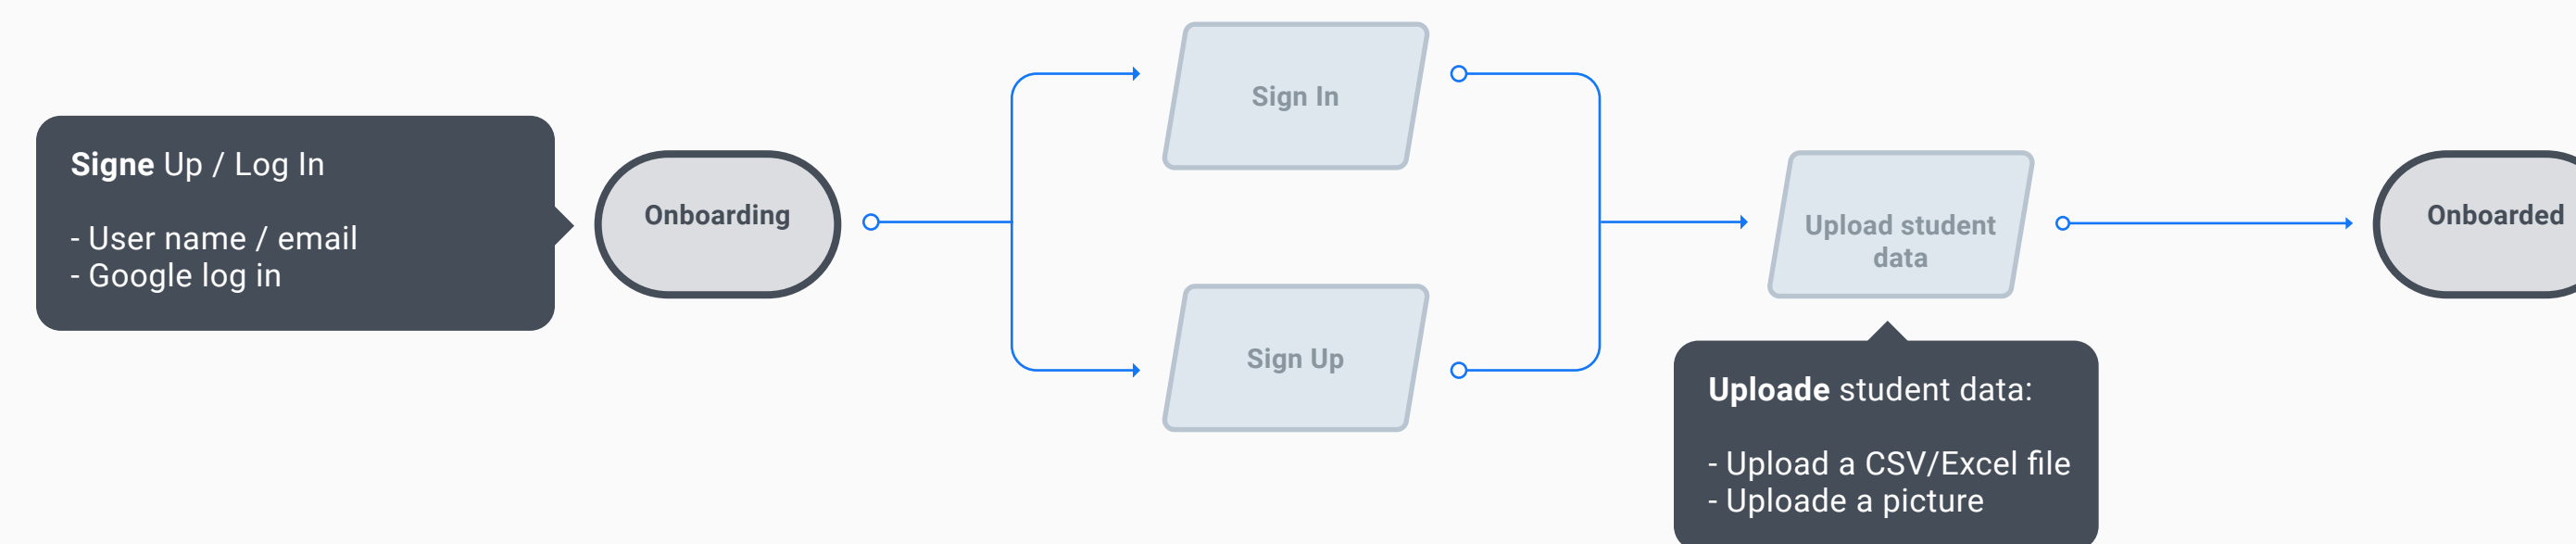 Signe Up / Log In
- User name / email
- Google log in
Onboarding
Sign In
Sign Up
Upload student
data
Uploade student data:
- Upload a CSV/Excel file
- Uploade a picture
Onboarded